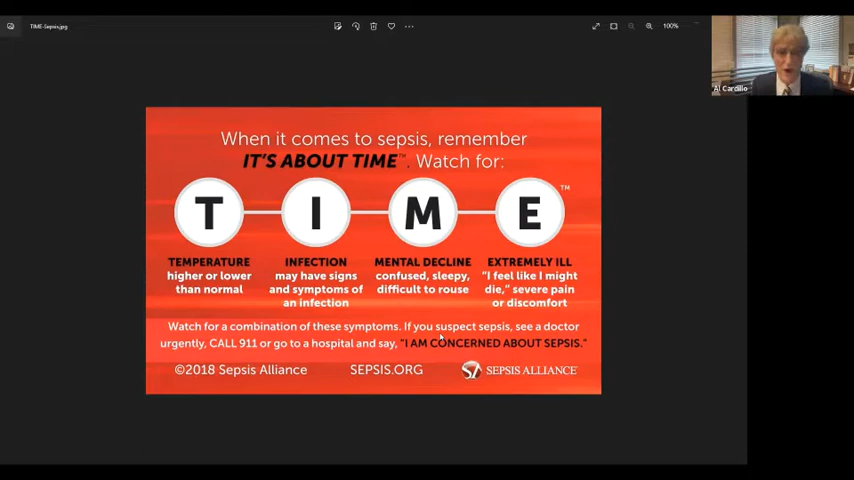 TIME-Sepsis.jpg
100%
Al Cardillo
When it comes to sepsis, remember
IT'S ABOUT TIME™. Watch for:
T I M E ™
TEMPERATURE
higher or lower
than normal
INFECTION
may have signs
and symptoms of
an infection
MENTAL DECLINE
confused, sleepy,
difficult to rouse
EXTREMELY ILL
"I feel like I might
die," severe pain
or discomfort
Watch for a combination of these symptoms. If you suspect sepsis, see a doctor
urgently, CALL 911 or go to a hospital and say, "I AM CONCERNED ABOUT SEPSIS."
©2018 Sepsis Alliance SEPSIS.ORG SEPSIS ALLIANCE